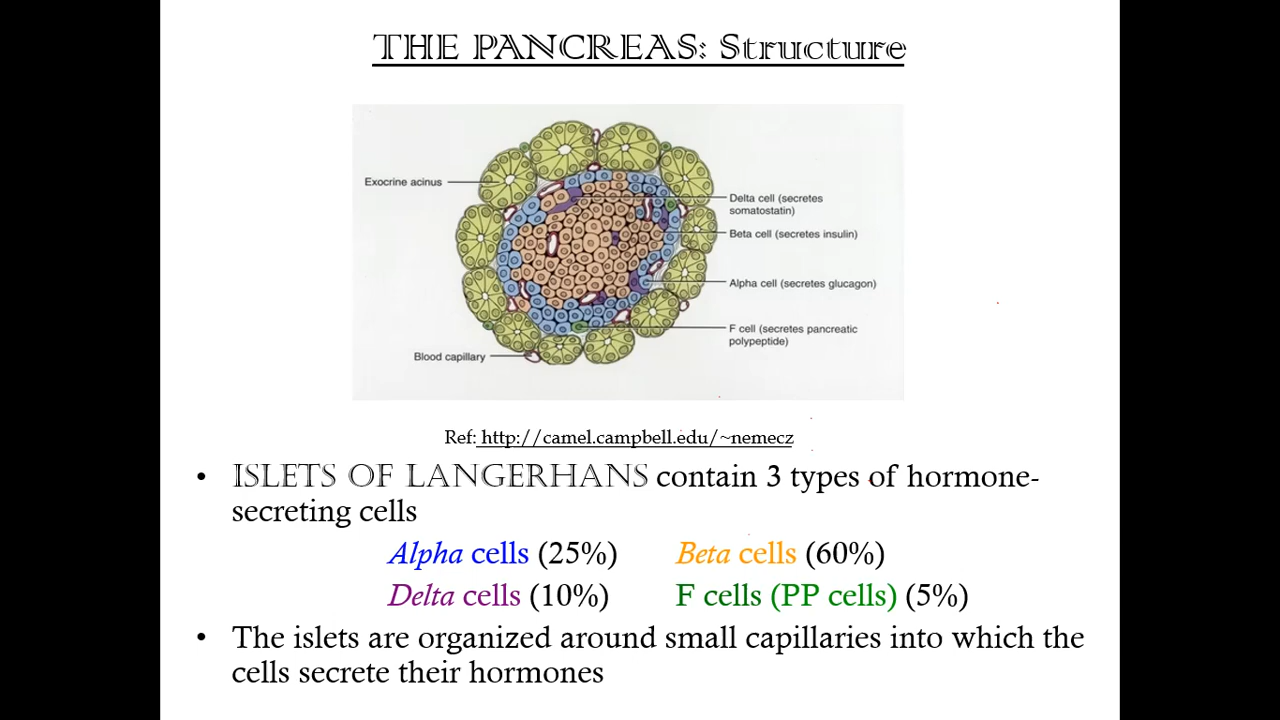 THE PANCREAS: Structure
Exocrine acinus
Delta cell (secretes
somatostatin)
Beta cell (secretes insulin)
Alpha cell (secretes glucagon)
F cell (secretes pancreatic
polypeptide)
Blood capillary
Ref: http://camel.campbell.edu/~nemecz
• ISLETS OF LANGERHANS contain 3 types of hormone-
secreting cells
Alpha cells (25%) Beta cells (60%)
Delta cells (10%) F cells (PP cells) (5%)
• The islets are organized around small capillaries into which the
cells secrete their hormones